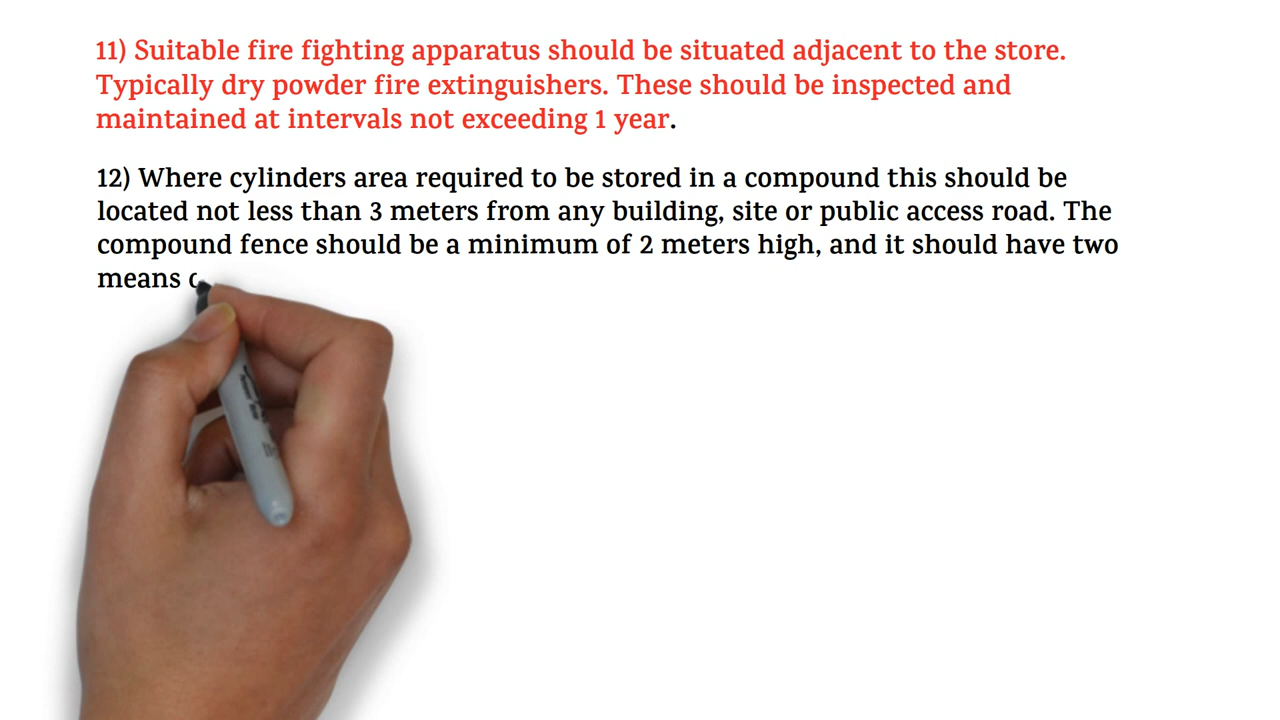 11) Suitable fire fighting apparatus should be situated adjacent to the store.
Typically dry powder fire extinguishers. These should be inspected and
maintained at intervals not exceeding 1 year.
12) Where cylinders area required to be stored in a compound this should be
located not less than 3 meters from any building, site or public access road. The
compound fence should be a minimum of 2 meters high, and it should have two
means